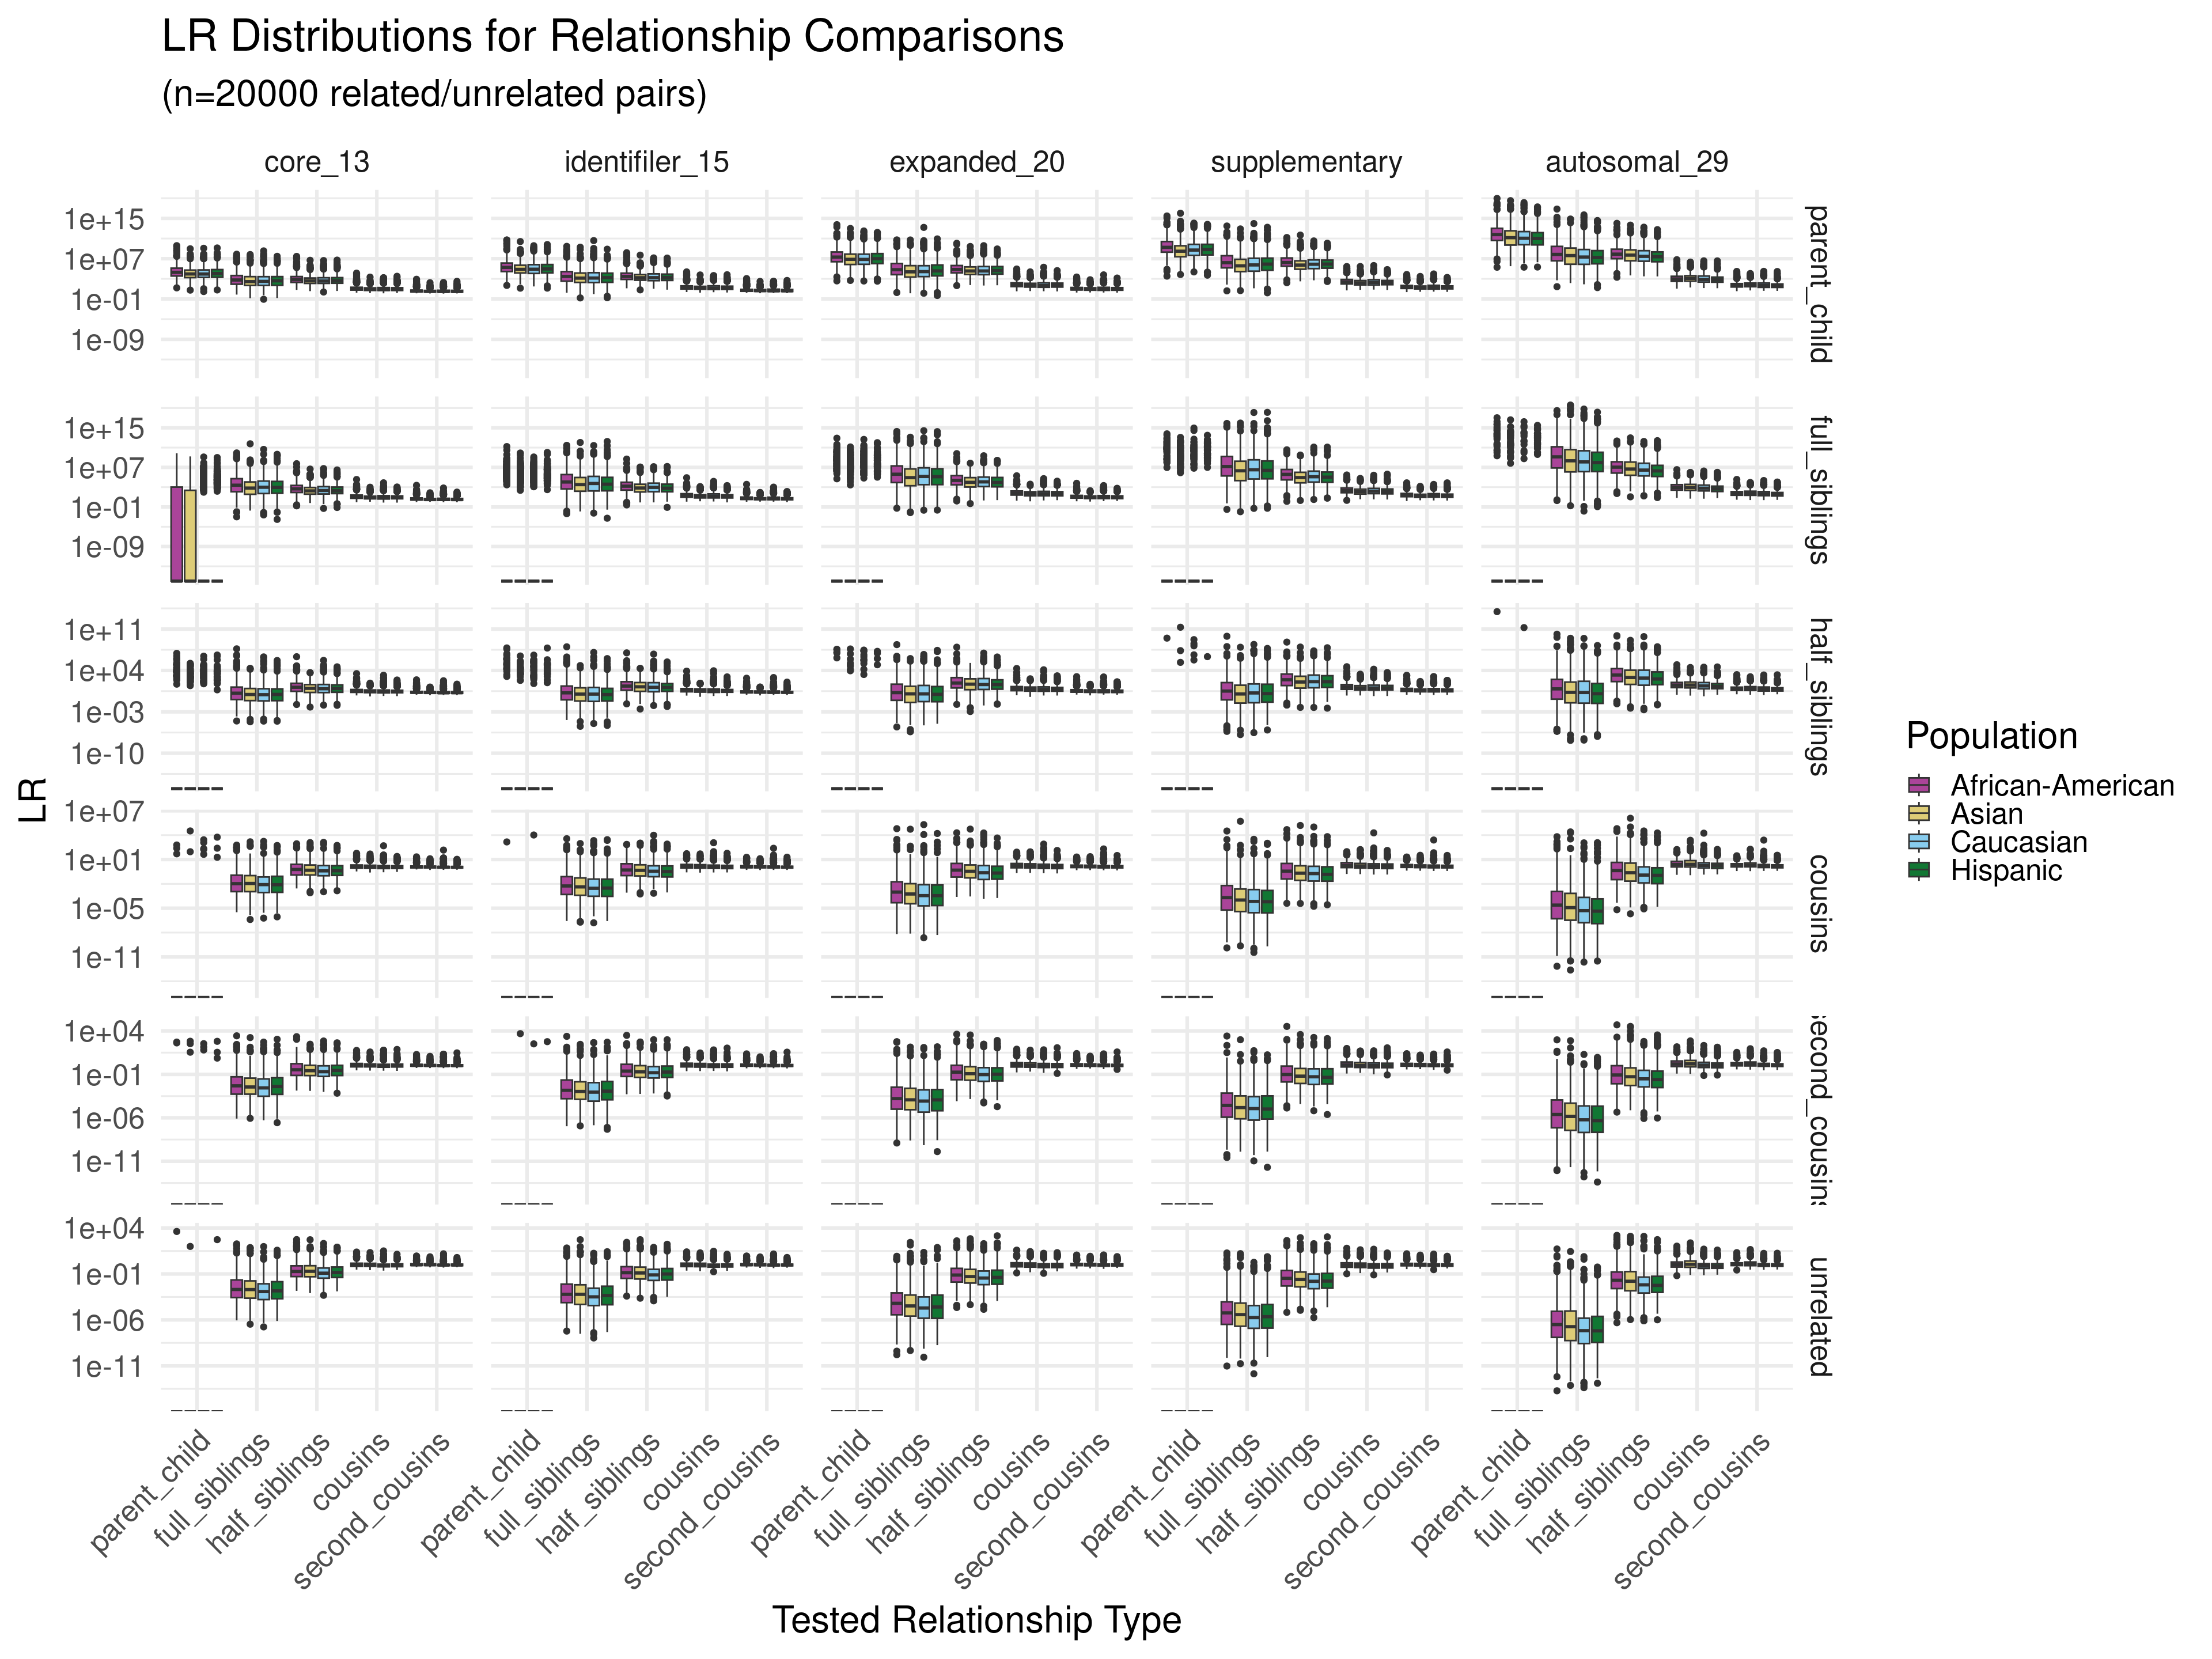 LR Distributions for Relationship Comparisons
(n=20000 related/unrelated pairs)
core_13 identifiler_15 expanded_20 supplementary autosomal_29
1e+15
1e+07
1e-01
1e-09
parent_child
1e+15
1e+07
1e-01
1e-09
full_siblings
1e+11
1e+04
1e-03
1e-10
half_siblings
1e+07
1e+01
1e-05
1e-11
cousins
1e+04
1e-01
1e-06
1e-11
second_cousins
1e+04
1e-01
1e-06
1e-11
unrelated
LR
parent_child full_siblings half_siblings cousins second_cousins parent_child full_siblings half_siblings cousins second_cousins parent_child full_siblings half_siblings cousins second_cousins parent_child full_siblings half_siblings cousins second_cousins parent_child full_siblings half_siblings cousins second_cousins
Tested Relationship Type
Population
African-American
Asian
Caucasian
Hispanic